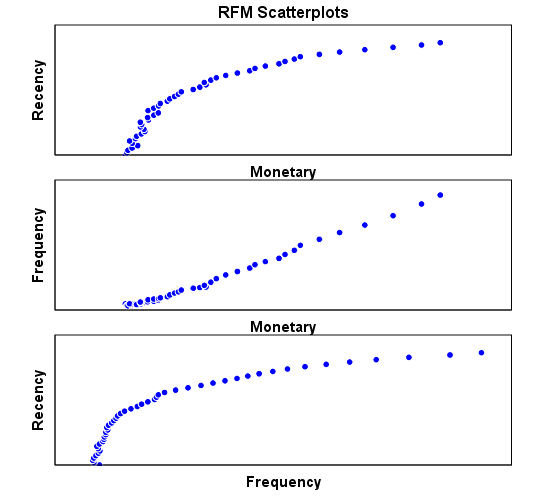 RFM Scatterplots
Recency
Monetary
Frequency
Monetary
Recency
Frequency